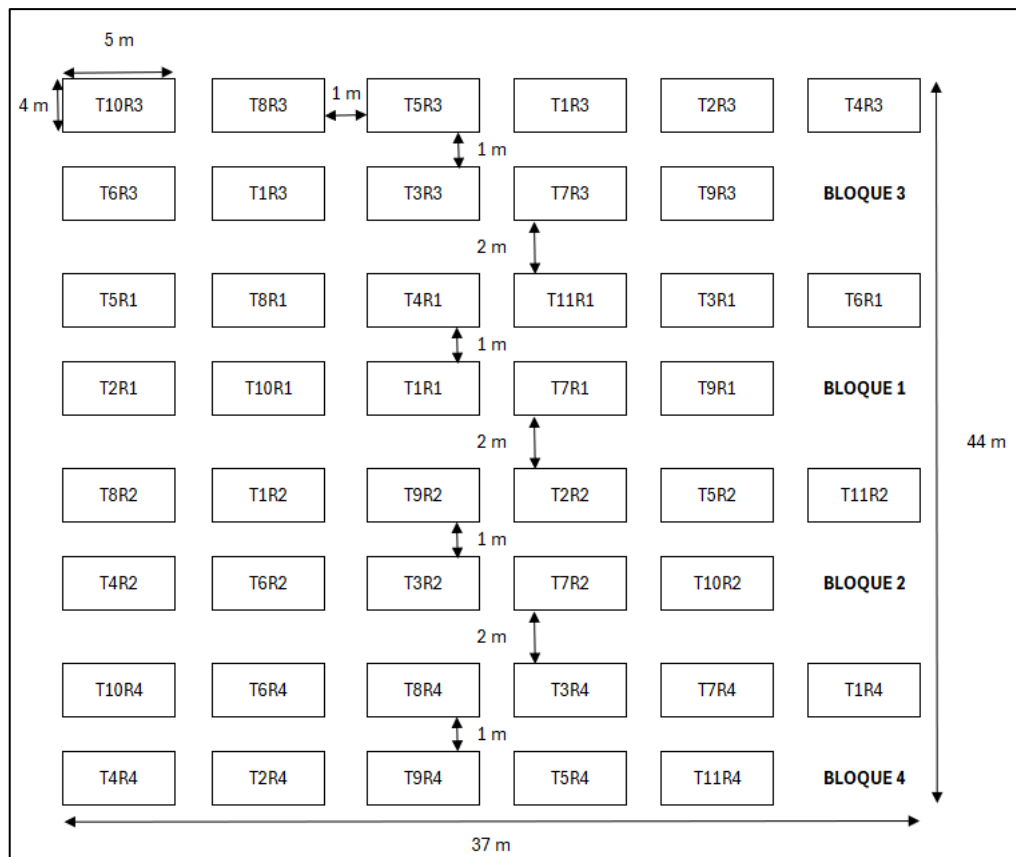 5 m
4 m
T10R3 T8R3 1 m T5R3 T1R3 T2R3 T4R3
1 m
T6R3 T1R3 T3R3 T7R3 T9R3 BLOQUE 3
2 m
T5R1 T8R1 T4R1 T11R1 T3R1 T6R1
1 m
T2R1 T10R1 T1R1 T7R1 T9R1 BLOQUE 1
2 m
44 m
T8R2 T1R2 T9R2 T2R2 T5R2 T11R2
1 m
T4R2 T6R2 T3R2 T7R2 T10R2 BLOQUE 2
2 m
T10R4 T6R4 T8R4 T3R4 T7R4 T1R4
1 m
T4R4 T2R4 T9R4 T5R4 T11R4 BLOQUE 4
37 m